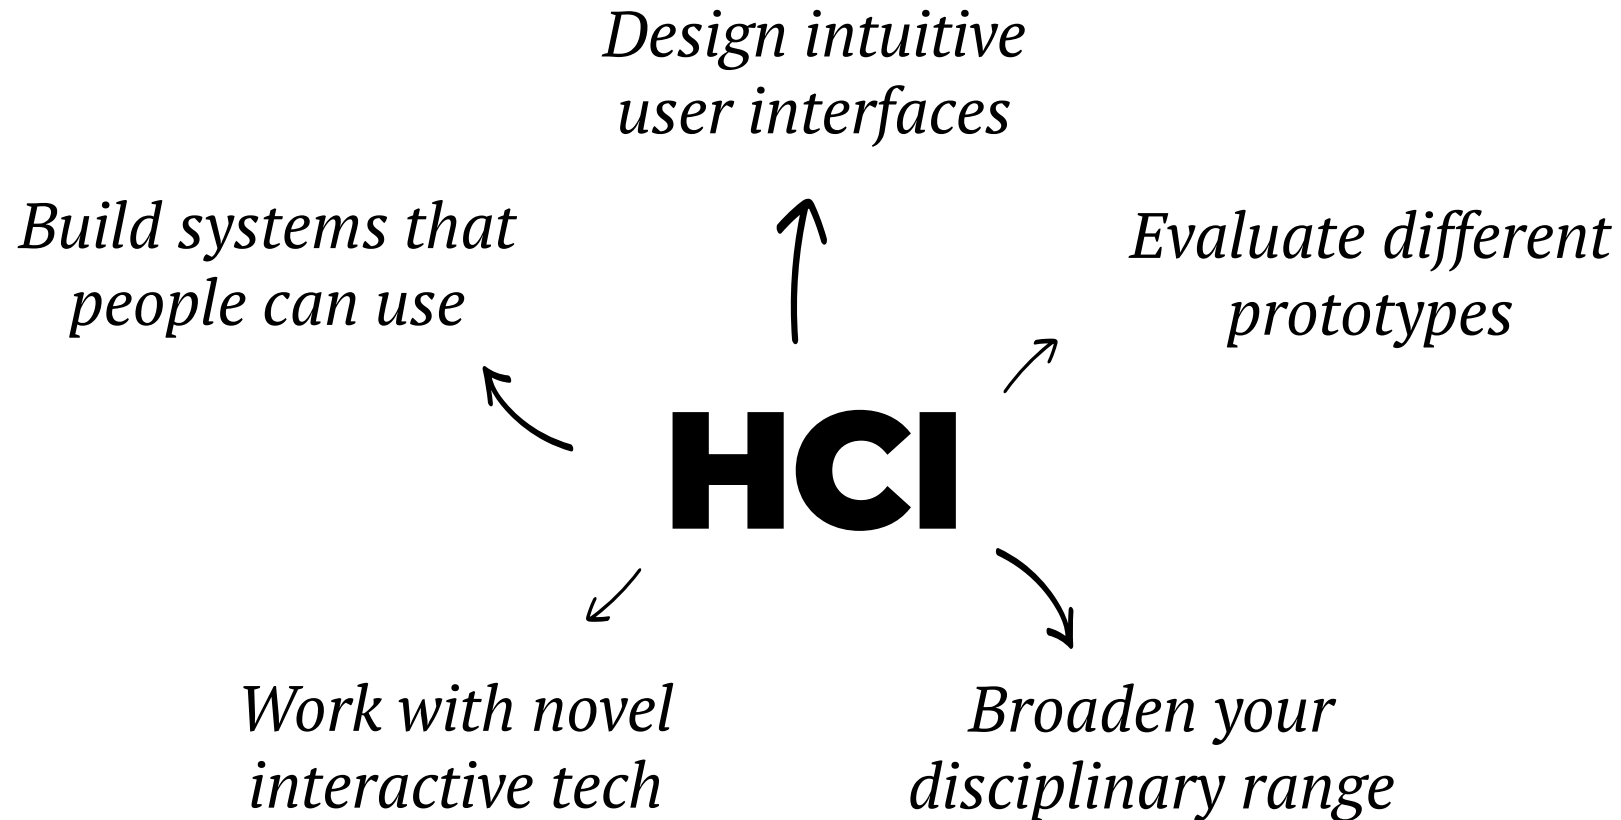 Design intuitive
user interfaces
Build systems that
people can use
Evaluate different
prototypes
HCI
Work with novel
interactive tech
Broaden your
disciplinary range